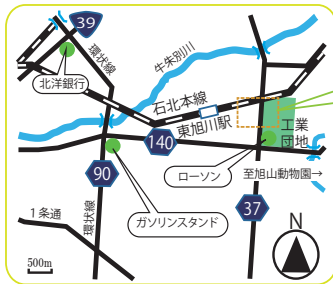 39
環状線
牛朱別川
北洋銀行
石北本線
東旭川駅
工業
団地
140
ローソン
至旭山動物園→
90
ガソリンスタンド
37
1条通
環状線
N
500m